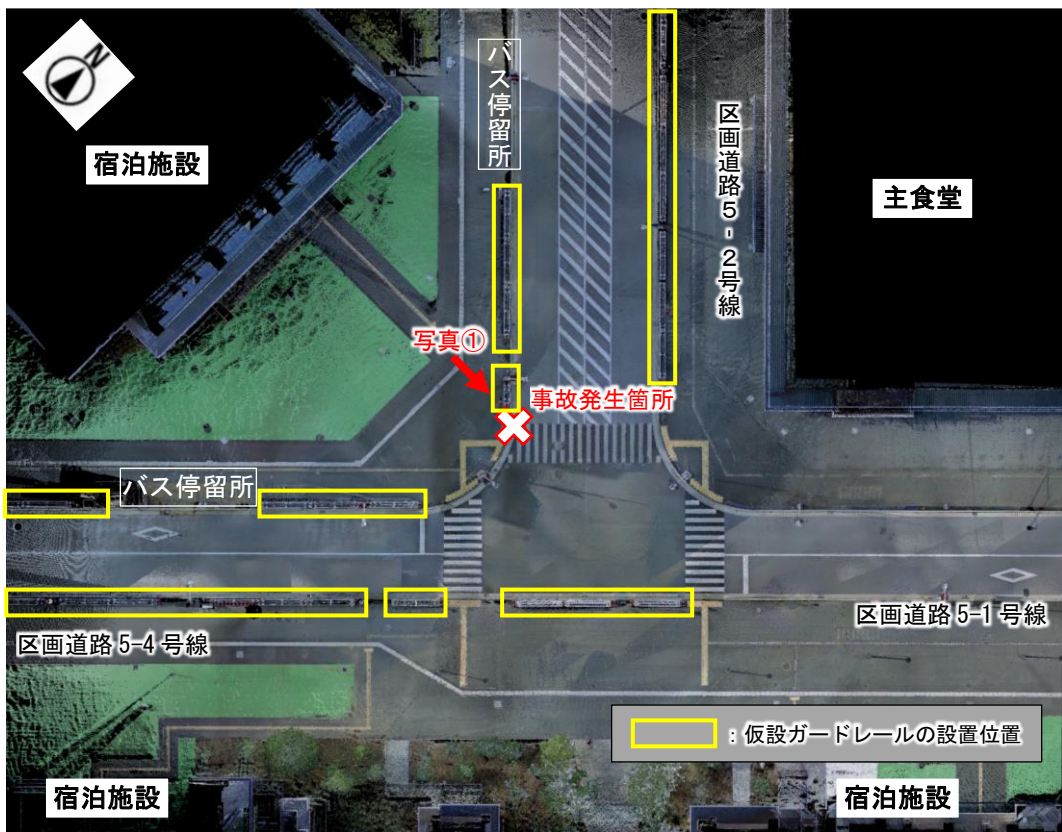 N
宿泊施設
バス停留所
区画道路5-2号線
主食堂
写真①
事故発生箇所
バス停留所
区画道路 5-4 号線
区画道路 5-1 号線
：仮設ガードレールの設置位置
宿泊施設
宿泊施設